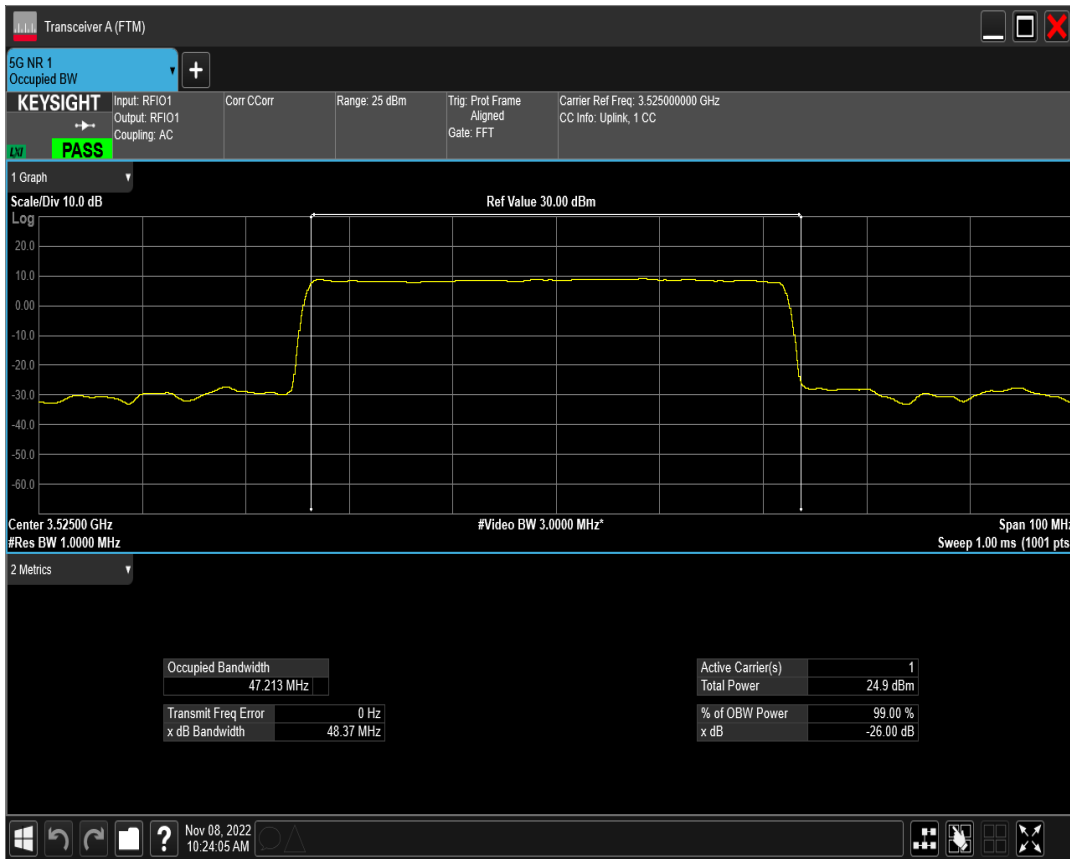 Transceiver A (FTM)
5G NR 1
Occupied BW
+
KEYSIGHT
LXI
PASS
Input: RFIO1
Output: RFIO1
Coupling: AC
Corr CCorr
Range: 25 dBm
Trig: Prot Frame
Aligned
Gate: FFT
Carrier Ref Freq: 3.525000000 GHz
CC Info: Uplink, 1 CC
1 Graph
Scale/Div 10.0 dB
Ref Value 30.00 dBm
Log
20.0
10.0
0.00
-10.0
-20.0
-30.0
-40.0
-50.0
-60.0
Center 3.52500 GHz
#Video BW 3.0000 MHz*
Span 100 MHz
#Res BW 1.0000 MHz
Sweep 1.00 ms (1001 pts
2 Metrics
Occupied Bandwidth
47.213 MHz
Transmit Freq Error 0 Hz
x dB Bandwidth 48.37 MHz
Active Carrier(s) 1
Total Power 24.9 dBm
% of OBW Power 99.00 %
x dB -26.00 dB
?
Nov 08, 2022
10:24:05 AM